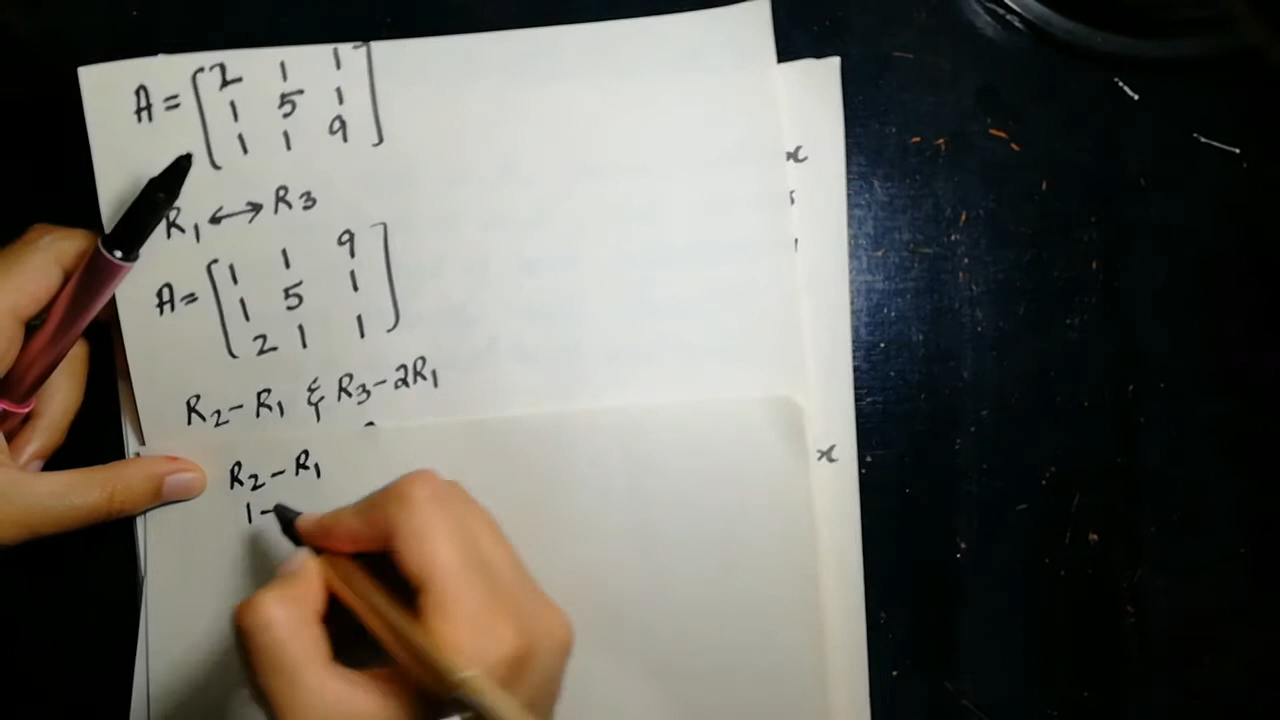 A = [2 1 1
1 5 1
1 1 9]
R1 ↔ R3
A = [1 1 9
1 5 1
2 1 1]
R2 - R1 & R3 - 2R1
R2 - R1
1 -
x
x